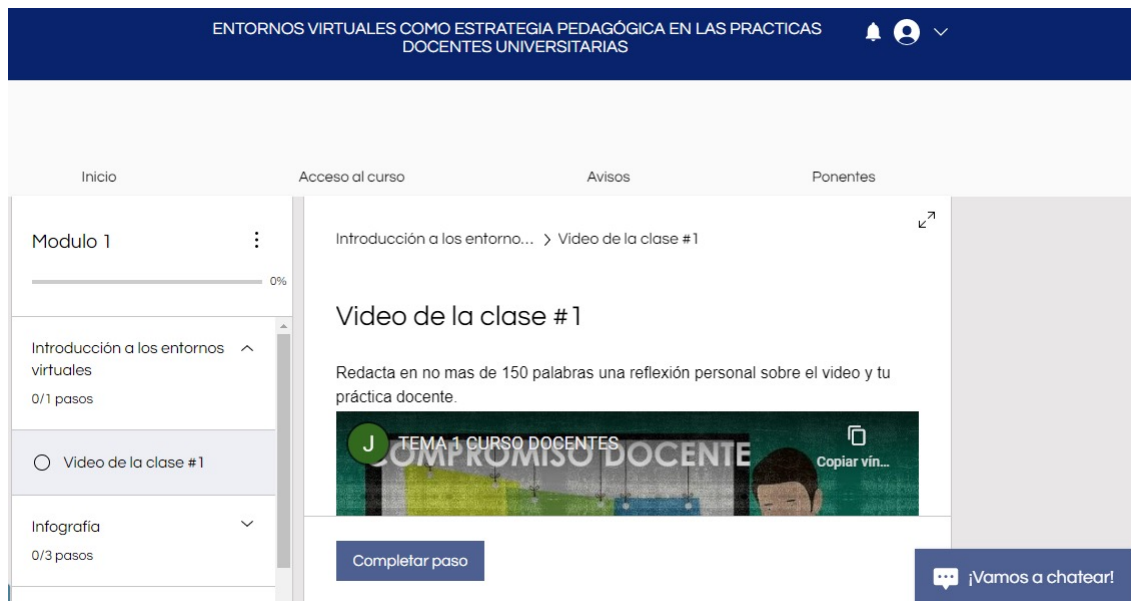 ENTORNOS VIRTUALES COMO ESTRATEGIA PEDAGÓGICA EN LAS PRACTICAS
DOCENTES UNIVERSITARIAS
Inicio
Acceso al curso
Avisos
Ponentes
Modulo 1
0%
Introducción a los entornos
virtuales
0/1 pasos
Video de la clase #1
Infografía
0/3 pasos
Introducción a los entorno... > Video de la clase #1
Video de la clase #1
Redacta en no mas de 150 palabras una reflexión personal sobre el video y tu
práctica docente.
J
TEMA 1 CURSO DOCENTES
COMPROMISO DOCENTE
Copiar vín...
Completar paso
¡Vamos a chatear!